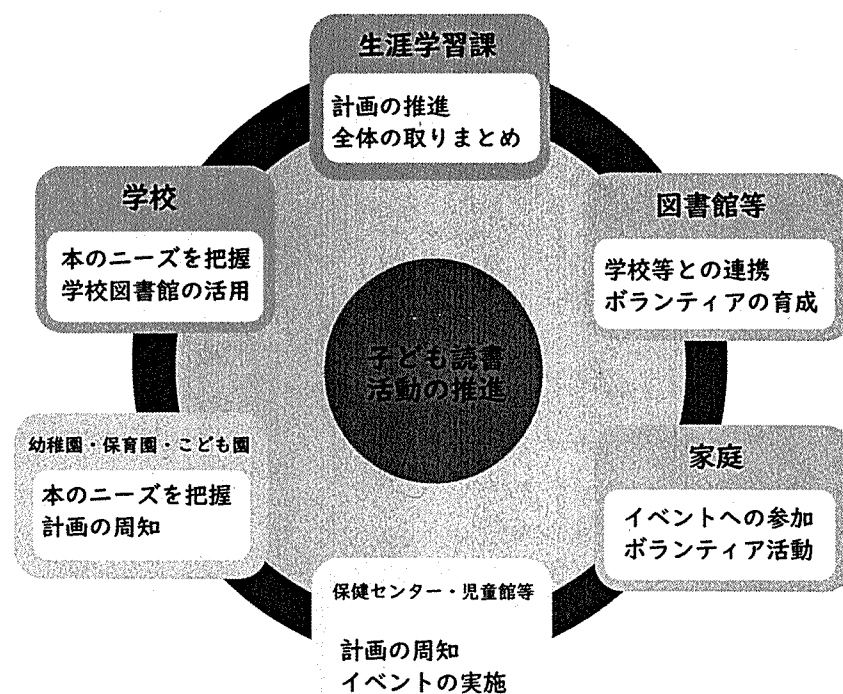 生涯学習課
計画の推進
全体の取りまとめ
学校
本のニーズを把握
学校図書館の活用
図書館等
学校等との連携
ボランティアの育成
子ども読書
活動の推進
幼稚園・保育園・こども園
本のニーズを把握
計画の周知
家庭
イベントへの参加
ボランティア活動
保健センター・児童館等
計画の周知
イベントの実施